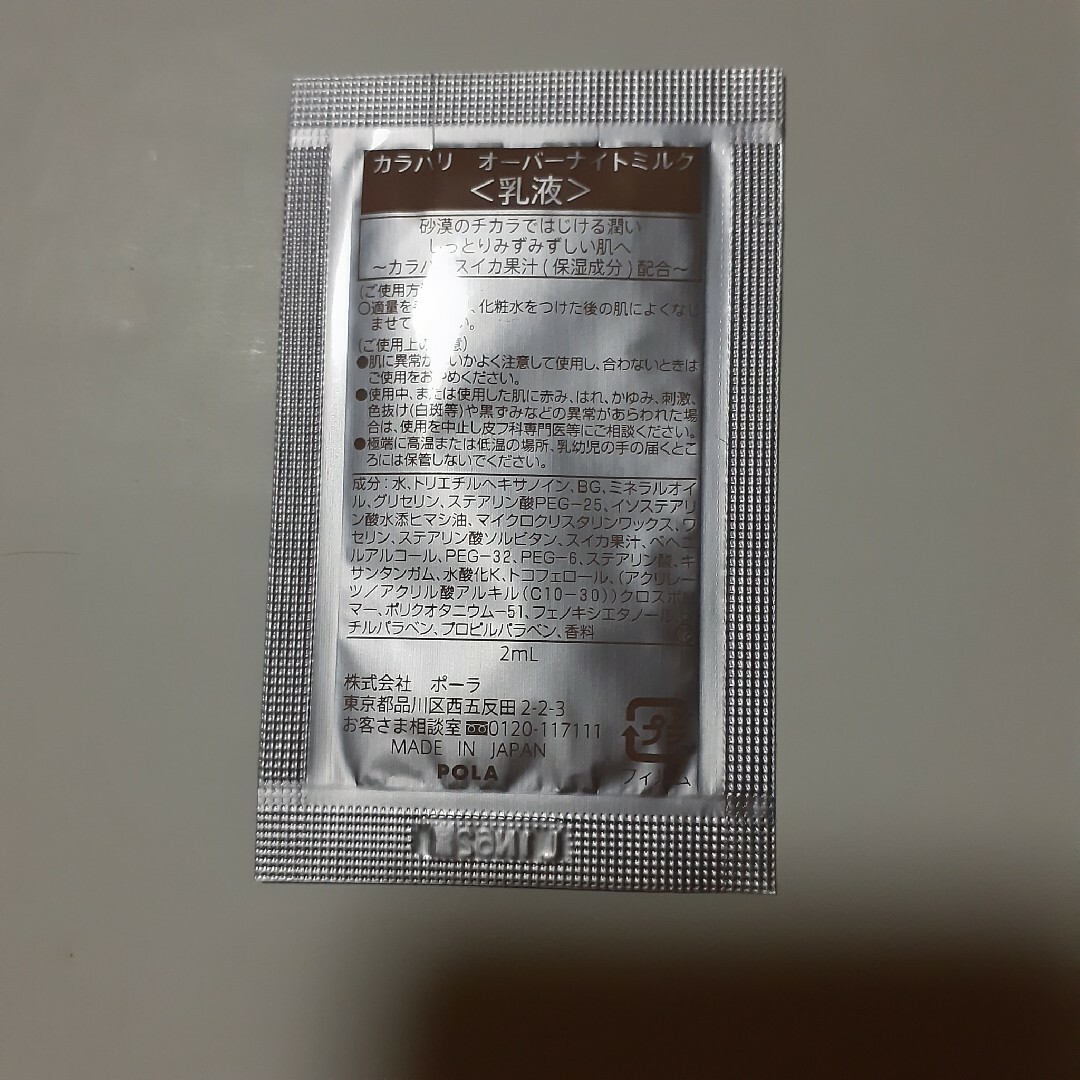 カラハリ オーバーナイトミルク
<乳液>
砂漠のチカラではじける潤い
しっとりみずみずしい肌へ
～カラハ スイカ果汁(保湿成分)配合～
(ご使用方
○適量を 、化粧水をつけた後の肌によくなじ
ませて い。
(ご使用上の 意)
●肌に異常が いかよく注意して使用し、合わないときは
ご使用をおやめください。
●使用中、または使用した肌に赤み、はれ、かゆみ、刺激、
色抜け(白斑等)や黒ずみなどの異常があらわれた場
合は、使用を中止し皮フ科専門医等にご相談ください。
●極端に高温または低温の場所、乳幼児の手の届くとこ
ろには保管しないでください。
成分:水、トリエチルヘキサノイン、BG、ミネラルオイ
ル、グリセリン、ステアリン酸PEG-25、イソステアリ
ン酸水添ヒマシ油、マイクロクリスタリンワックス、ワ
セリン、ステアリン酸ソルビタン、スイカ果汁、ベヘニ
ルアルコール、PEG-32、PEG-6、ステアリン酸、キ
サンタンガム、水酸化K、トコフェロール、(アクリレー
ツ/アクリル酸アルキル(C10-30))クロスポリ
マー、ポリクオタニウム-51、フェノキシエタノール、
チルパラベン、プロピルパラベン、香料
2mL
株式会社 ポーラ
東京都品川区西五反田2-2-3
お客さま相談室 0120-117111
MADE IN JAPAN
POLA
プラ
フィルム